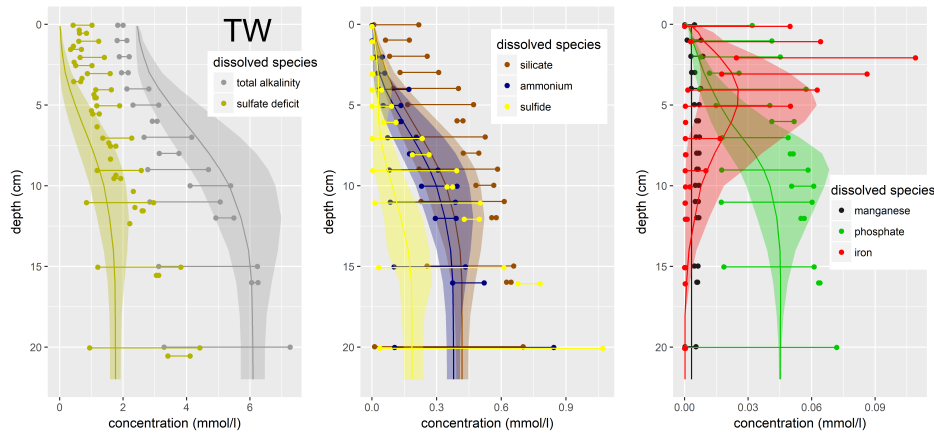 TW
dissolved species
total alkalinity
sulfate deficit
depth (cm)
0
5
10
15
20
0
2
4
6
concentration (mmol/l)
dissolved species
silicate
ammonium
sulfide
depth (cm)
0
5
10
15
20
0.0
0.3
0.6
0.9
concentration (mmol/l)
dissolved species
manganese
phosphate
iron
depth (cm)
0
5
10
15
20
0.00
0.03
0.06
0.09
concentration (mmol/l)